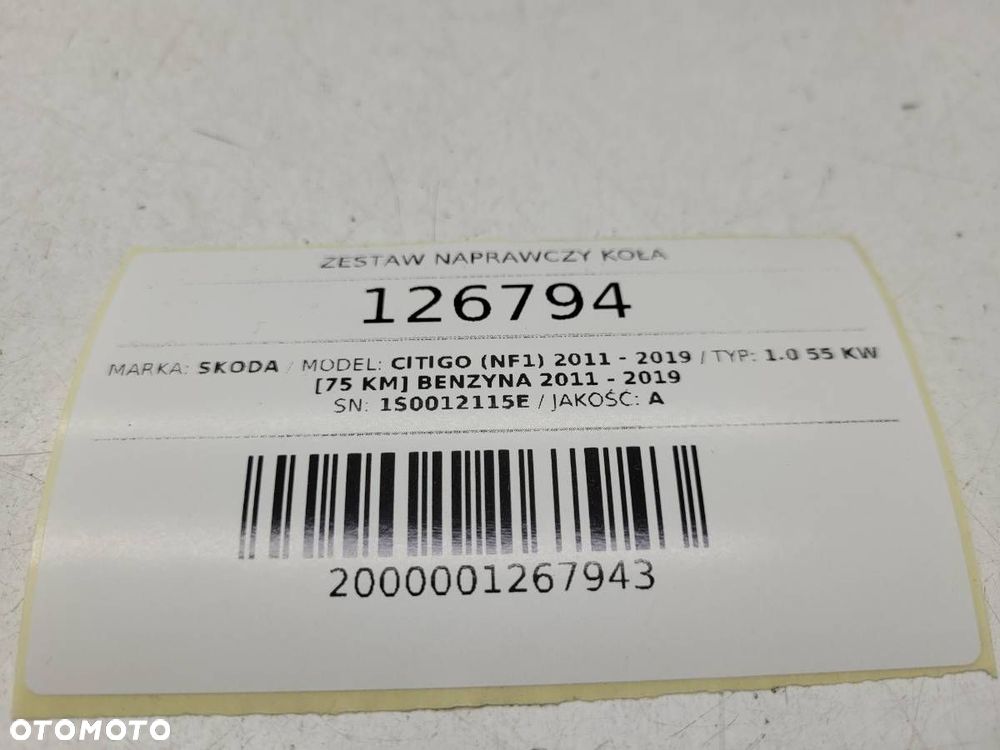 ZESTAW NAPRAWCZY KOŁA
126794
MARKA: SKODA / MODEL: CITIGO (NF1) 2011 - 2019 / TYP: 1.0 55 KW
[75 KM] BENZYNA 2011 - 2019
SN: 1S0012115E / JAKOŚĆ: A
2000001267943
OTOMOTO